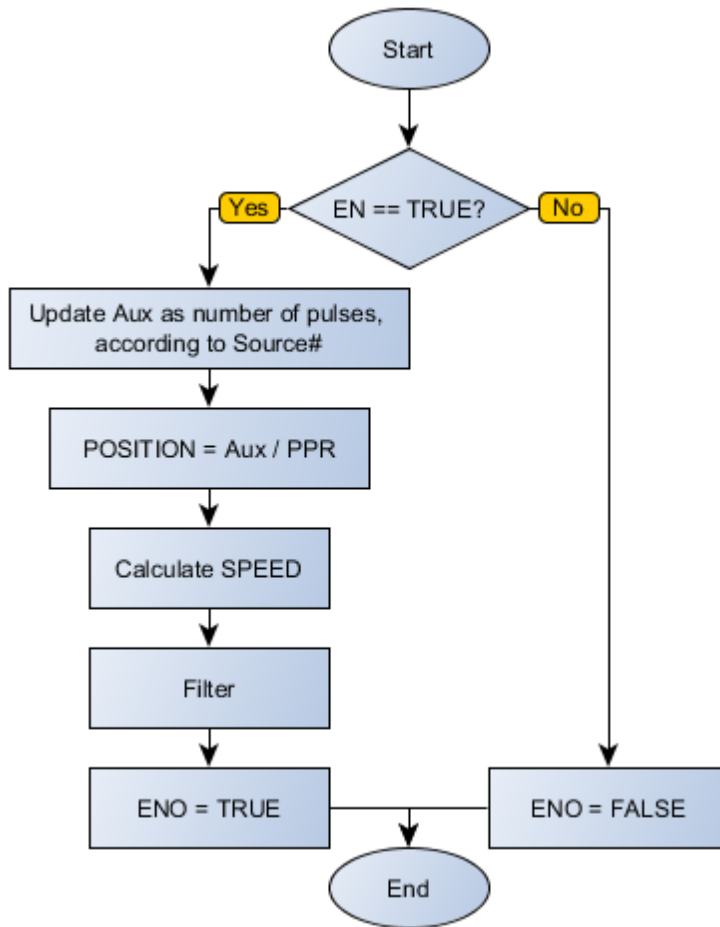 Start
EN == TRUE?
Yes
No
Update Aux as number of pulses,
according to Source#
POSITION = Aux / PPR
Calculate SPEED
Filter
ENO = TRUE
ENO = FALSE
End